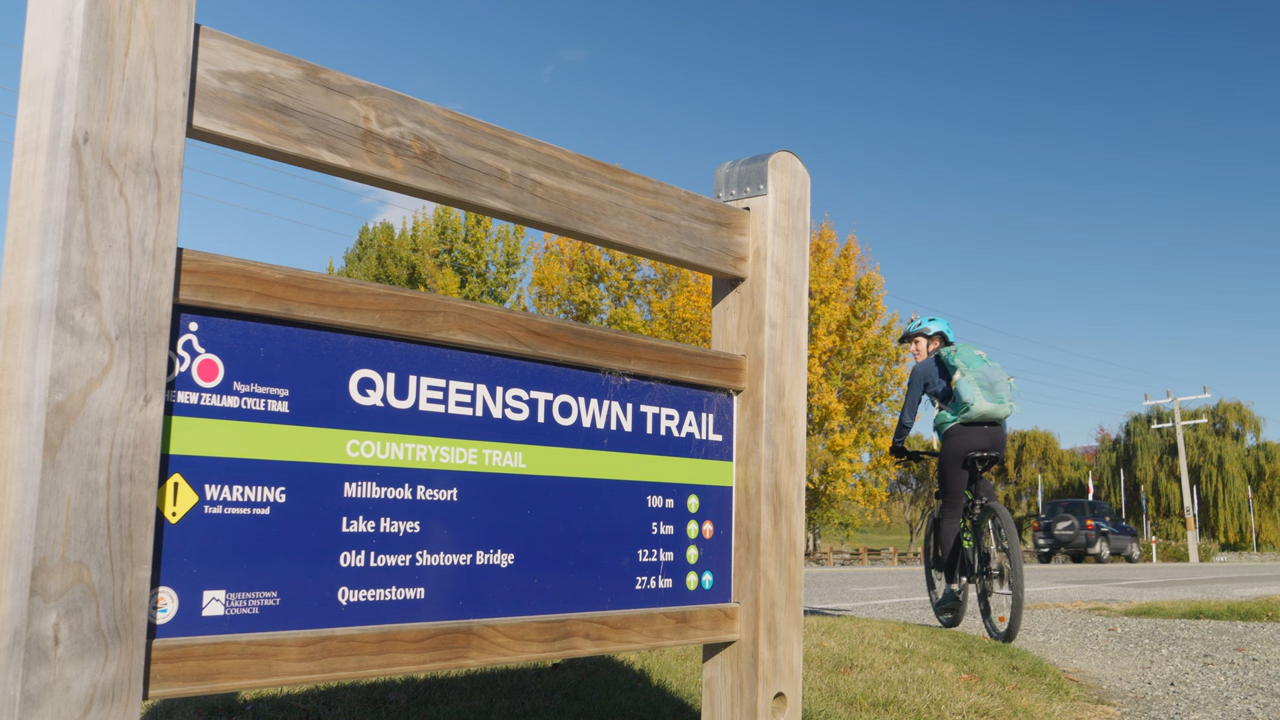 Nga Haerenga
THE NEW ZEALAND CYCLE TRAIL
QUEENSTOWN TRAIL
COUNTRYSIDE TRAIL
WARNING
Trail crosses road
Millbrook Resort 100 m
Lake Hayes 5 km
Old Lower Shotover Bridge 12.2 km
Queenstown 27.6 km
QUEENSTOWN
LAKES DISTRICT
COUNCIL